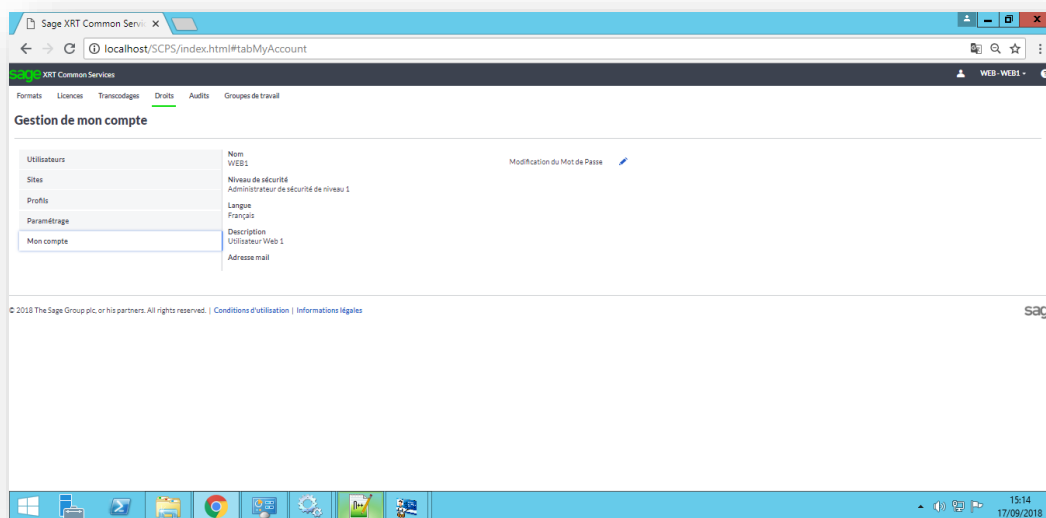 Sage XRT Common Servi
localhost/SCPS/index.html#tabMyAccount
sage XRT Common Services
WEB - WEB1
Formats Licences Transcodages Droits Audits Groupes de travail
Gestion de mon compte
Utilisateurs
Sites
Profils
Paramétrage
Mon compte
Nom
WEB1
Niveau de sécurité
Administrateur de sécurité de niveau 1
Langue
Français
Description
Utilisateur Web 1
Adresse mail
Modification du Mot de Passe
© 2018 The Sage Group plc, or his partners. All rights reserved. | Conditions d'utilisation | Informations légales
sag
15:14
17/09/2018